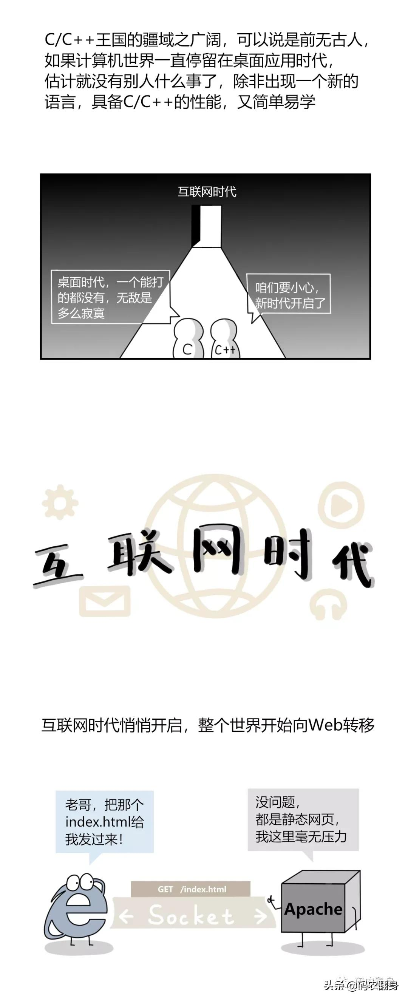 C/C++王国的疆域之广阔，可以说是前无古人，
如果计算机世界一直停留在桌面应用时代，
估计就没有别人什么事了，除非出现一个新的
语言，具备C/C++的性能，又简单易学
互联网时代
桌面时代，一个能打
的都没有，无敌是
多么寂寞
咱们要小心，
新时代开启了
C
C++
互联网时代
互联网时代悄悄开启，整个世界开始向Web转移
老哥，把那个
index.html给
我发过来！
没问题，
都是静态网页，
我这里毫无压力
GET /index.html
← Socket →
Apache
码农翻身
头条 @码农翻身